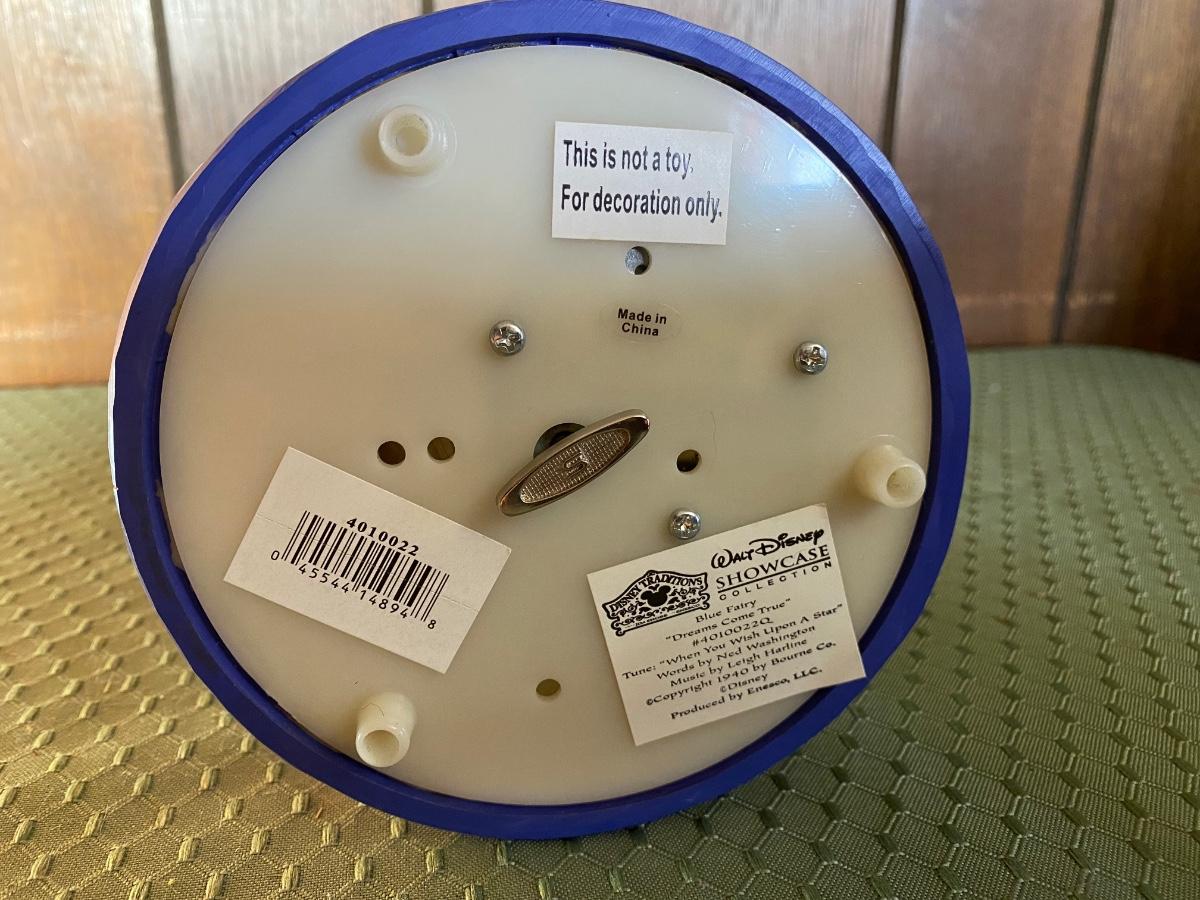 This is not a toy.
For decoration only.
Made in
China
4010022
0 45544 14894 8
DISNEY TRADITIONS
WALT DISNEY
SHOWCASE
COLLECTION
Blue Fairy
"Dreams Come True"
#4010022Q
Tune: "When You Wish Upon A Star"
Words by Ned Washington
Music by Leigh Harline
©Copyright 1940 by Bourne Co.
©Disney
Produced by Enesco, LLC.